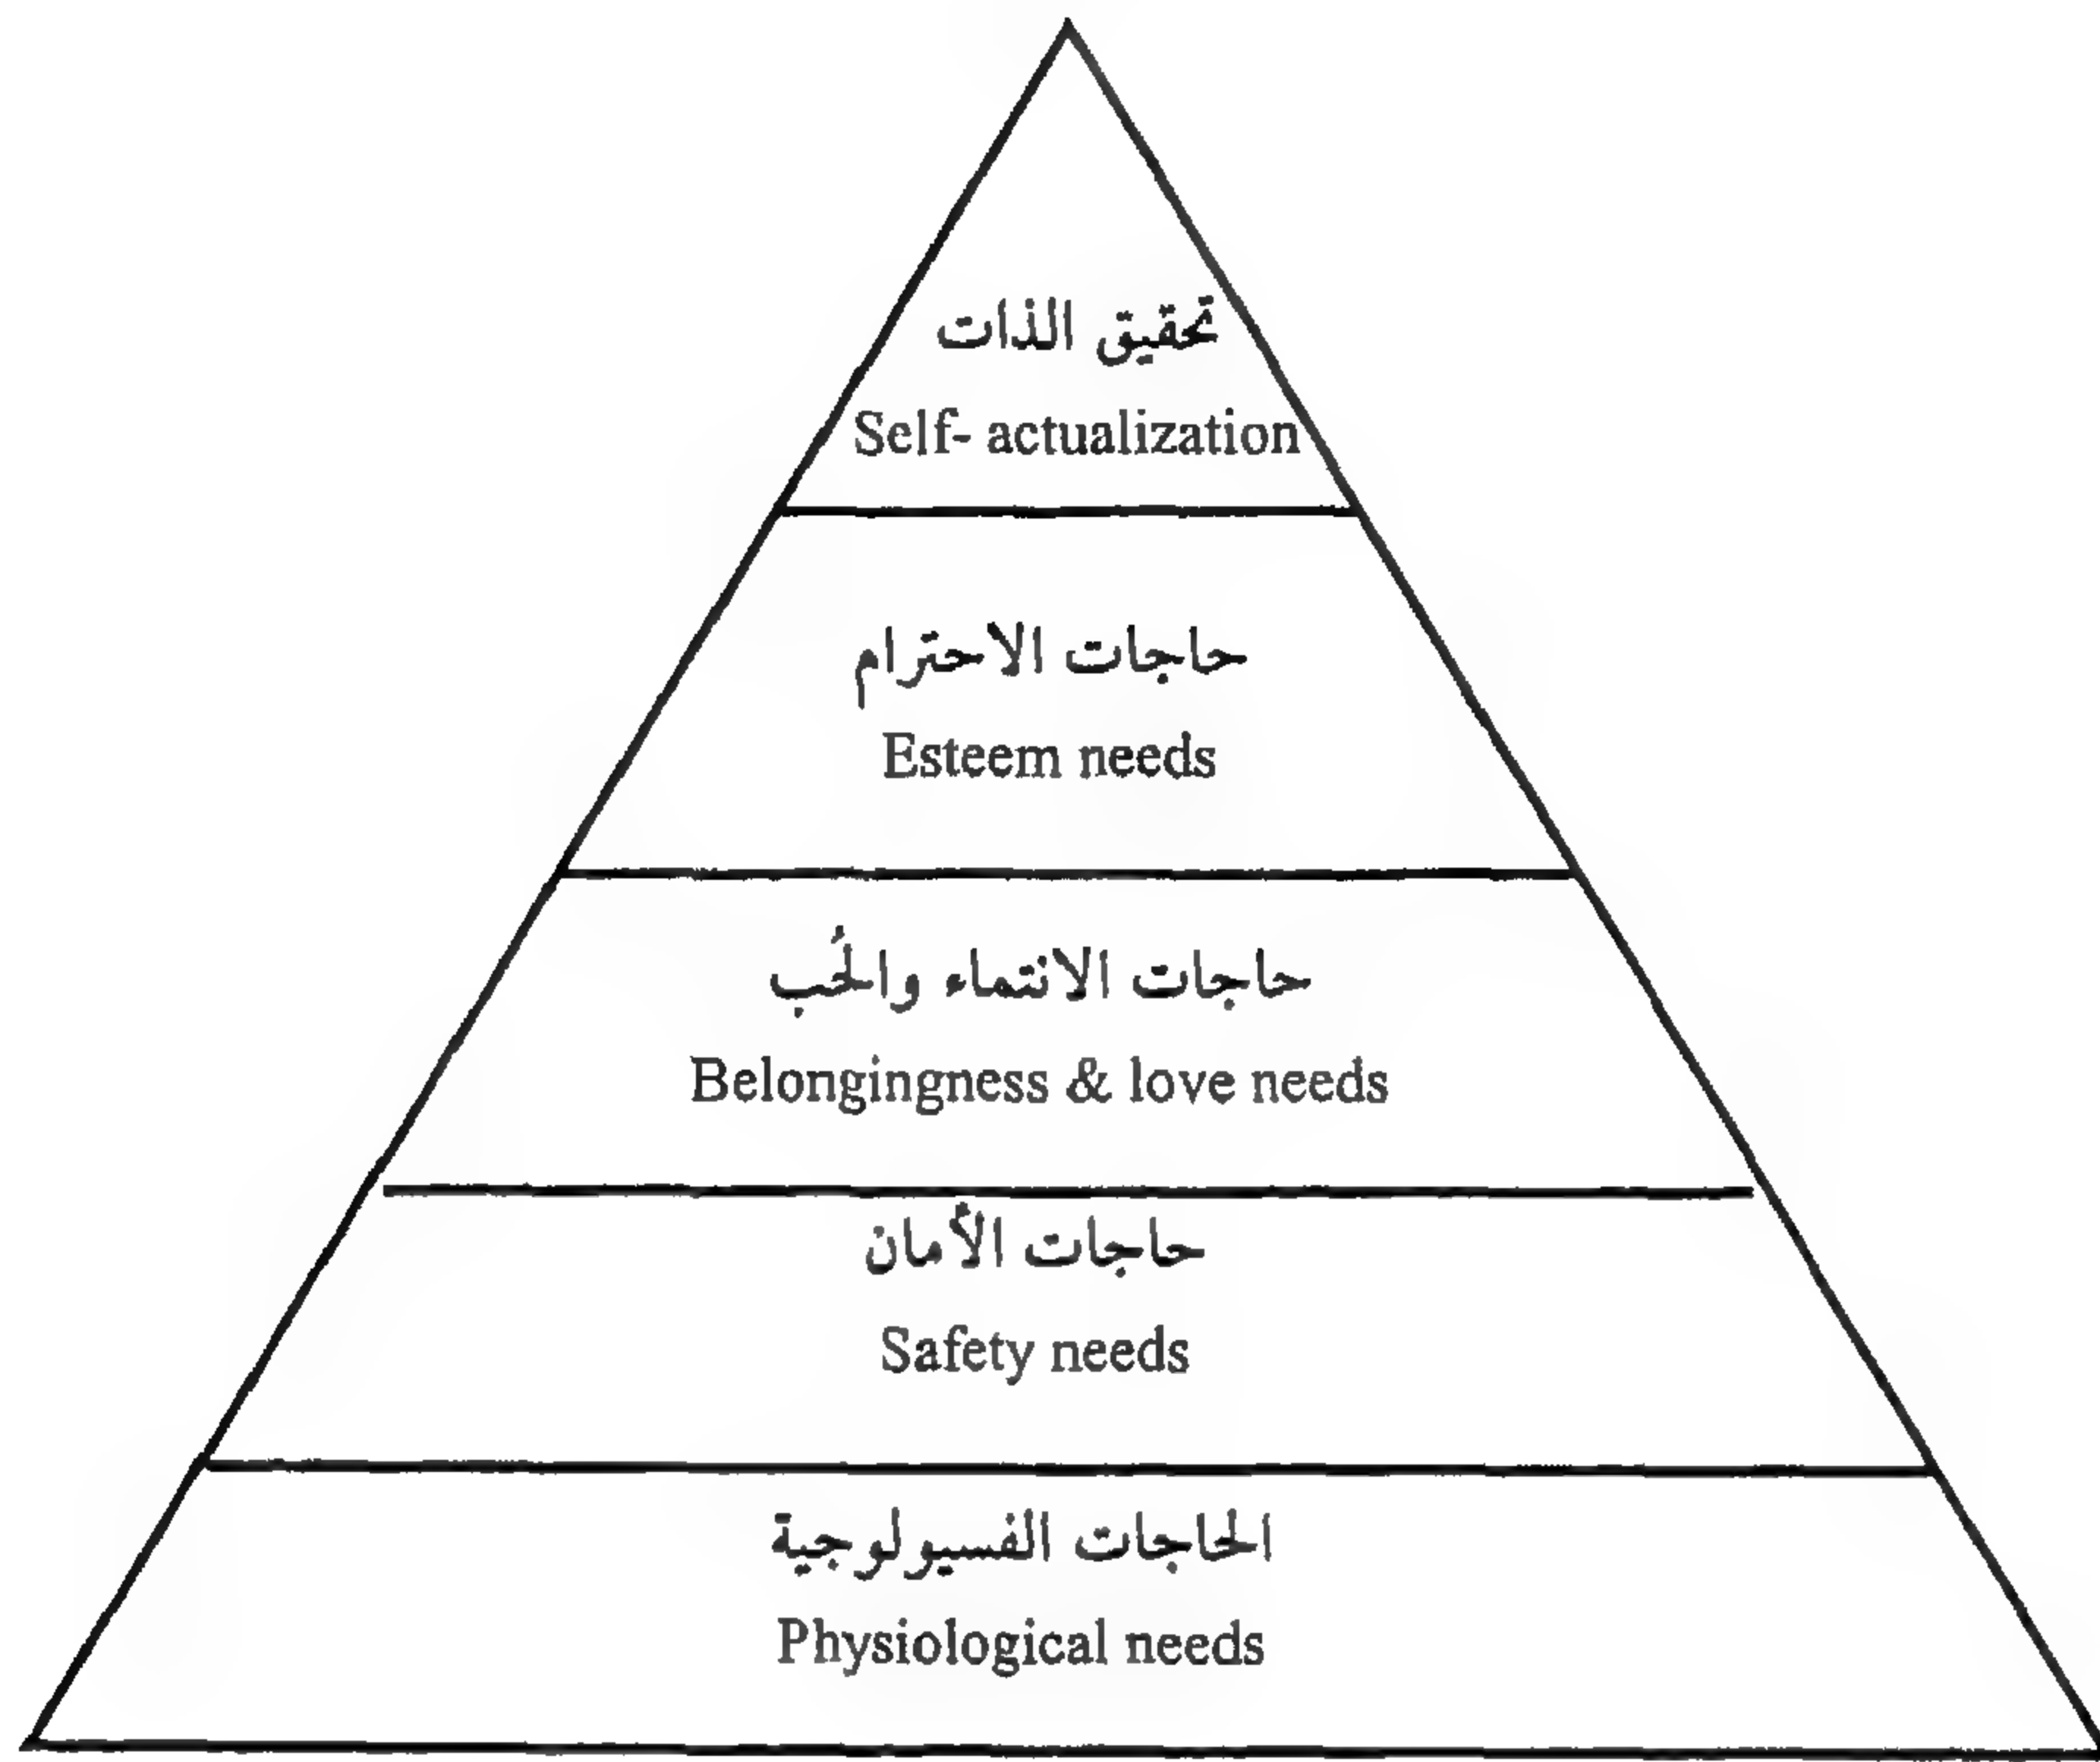 تحقيق الذات
Self- actualization
حاجات الاحترام
Esteem needs
حاجات الانتماء والحُب
Belongingness & love needs
حاجات الأمان
Safety needs
الحاجات الفسيولوجية
Physiological needs